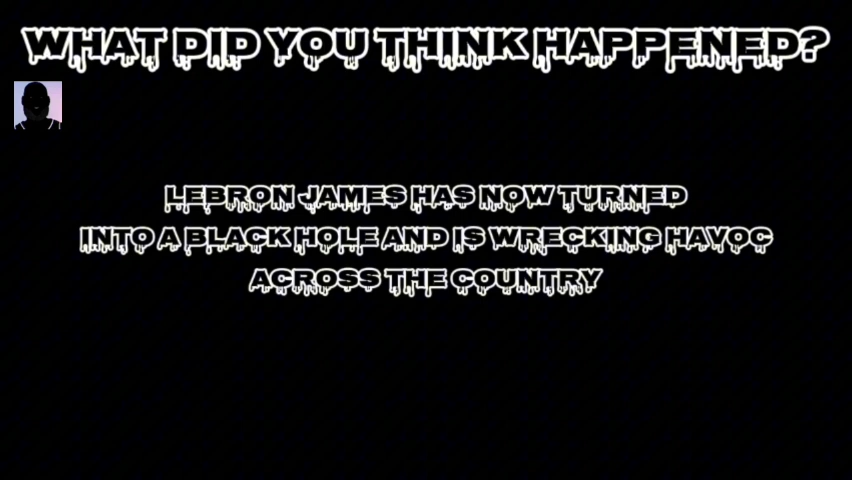 WHAT DID YOU THINK HAPPENED?
LEBRON JAMES HAS NOW TURNED
INTO A BLACK HOLE AND IS WRECKING HAVOC
ACROSS THE COUNTRY